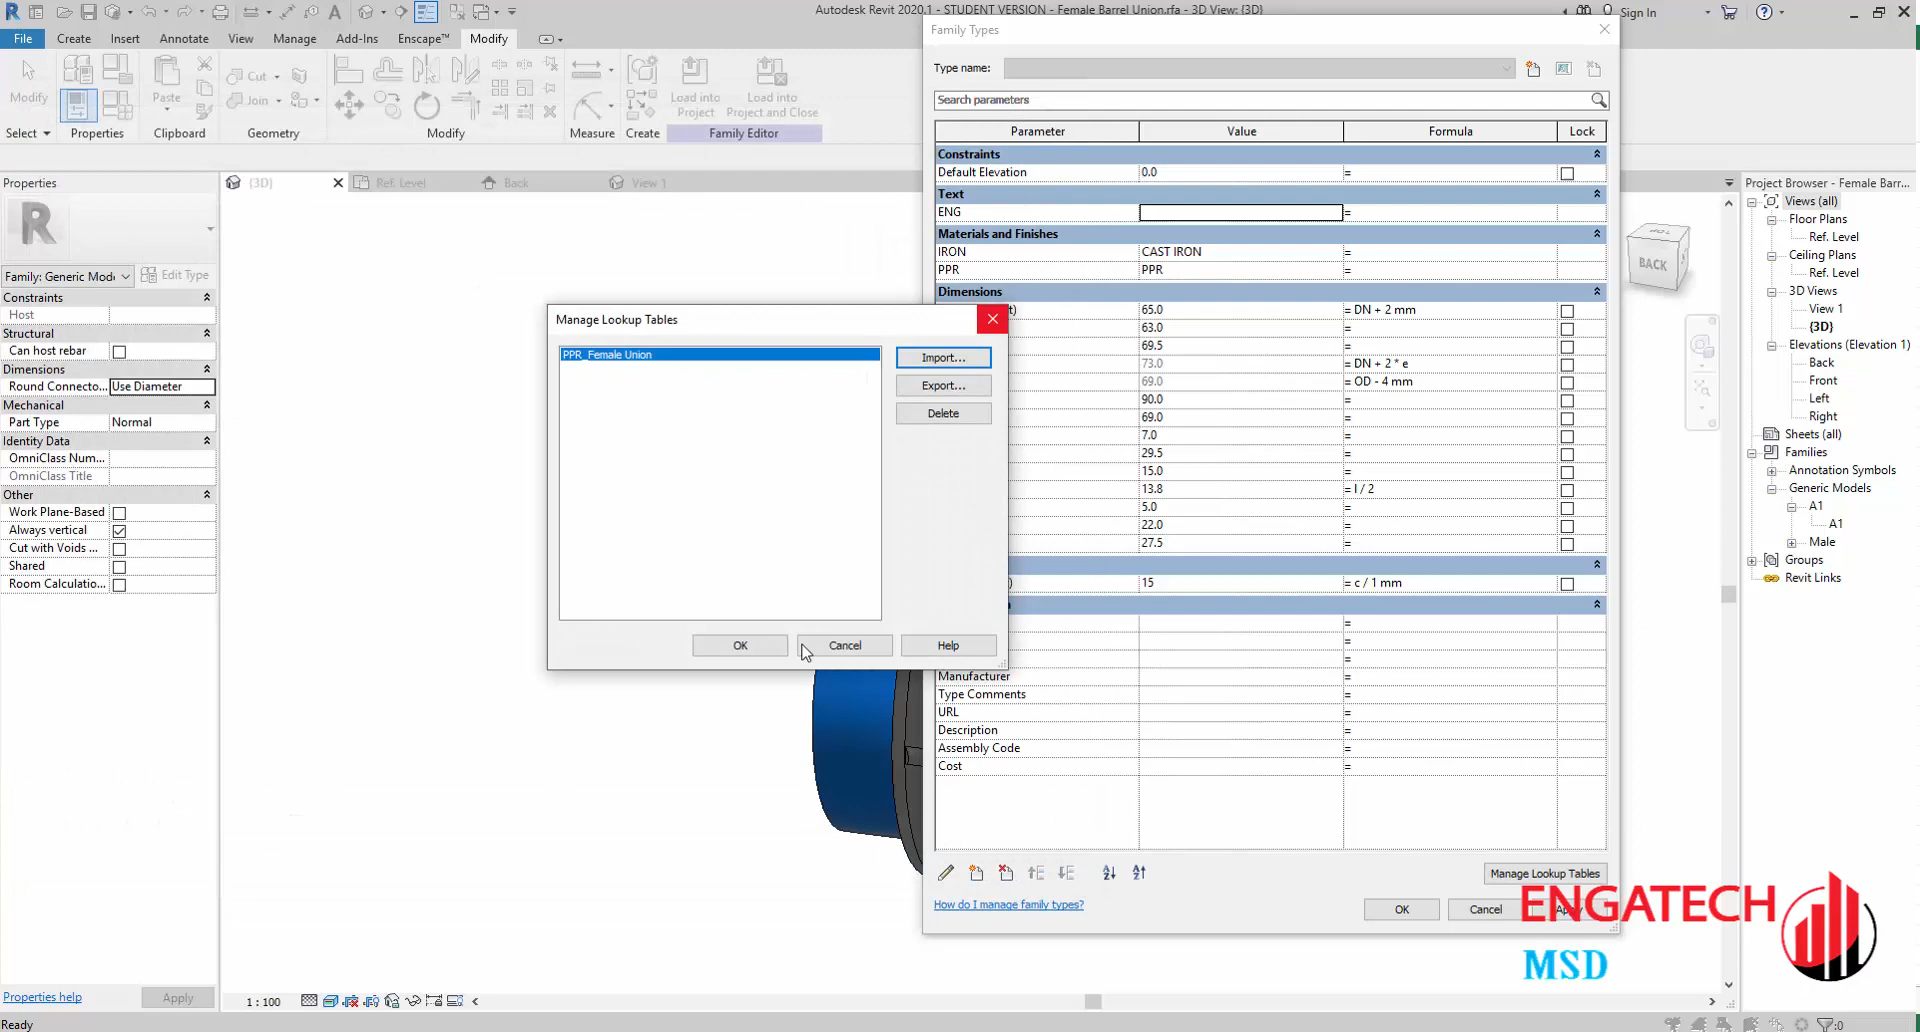 Autodesk Revit 2020.1 - STUDENT VERSION - Female Barrel Union.rfa - 3D View: {3D}
Sign In
File Create Insert Annotate View Manage Add-Ins Enscape™ Modify
Modify
Paste
Cut
Join
Load into Project
Load into Project and Close
Select Properties Clipboard Geometry Modify Measure Create Family Editor
Properties
{3D} Ref. Level Back View 1
Family: Generic Mode
Edit Type
Constraints
Host
Structural
Can host rebar
Dimensions
Round Connecto... Use Diameter
Mechanical
Part Type Normal
Identity Data
OmniClass Num...
OmniClass Title
Other
Work Plane-Based
Always vertical
Cut with Voids ...
Shared
Room Calculatio...
Properties help
Apply
Ready
1 : 100
Manage Lookup Tables
PPR_Female Union
Import...
Export...
Delete
OK Cancel Help
Family Types
Type name:
Search parameters
Parameter Value Formula Lock
Constraints
Default Elevation 0.0 =
Text
ENG =
Materials and Finishes
IRON CAST IRON =
PPR PPR =
Dimensions
t) 65.0 = DN + 2 mm
63.0 =
69.5 =
73.0 = DN + 2 * e
69.0 = OD - 4 mm
90.0 =
69.0 =
7.0 =
29.5 =
15.0 =
13.8 = l / 2
5.0 =
22.0 =
27.5 =
) 15 = c / 1 mm
=
=
=
Manufacturer =
Type Comments =
URL =
Description =
Assembly Code =
Cost =
Manage Lookup Tables
How do I manage family types?
OK Cancel
BACK
Project Browser - Female Barr...
Views (all)
Floor Plans
Ref. Level
Ceiling Plans
Ref. Level
3D Views
View 1
{3D}
Elevations (Elevation 1)
Back
Front
Left
Right
Sheets (all)
Families
Annotation Symbols
Generic Models
A1
A1
Male
Groups
Revit Links
ENGATECH
MSD
:0